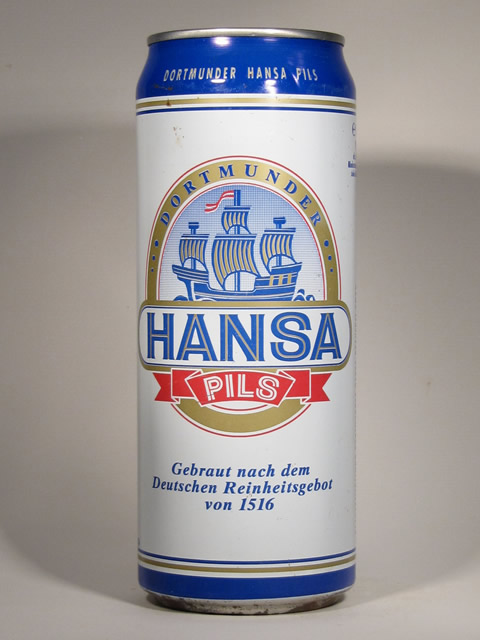 DORTMUNDER HANSA PILS
DORTMUNDER
HANSA
PILS
Gebraut nach dem
Deutschen Reinheitsgebot
von 1516